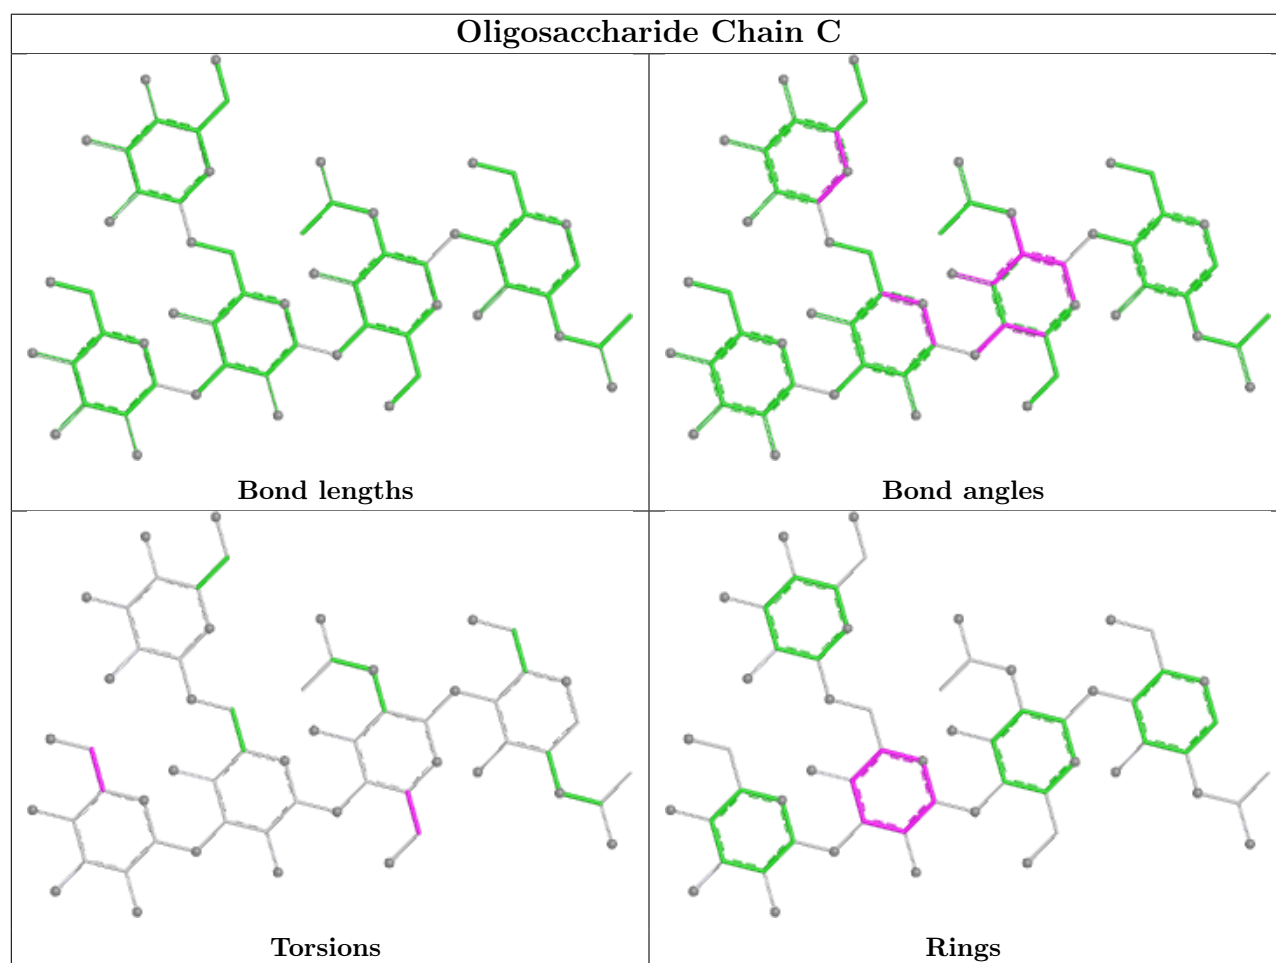 Oligosaccharide Chain C
Bond lengths
Bond angles
Torsions
Rings